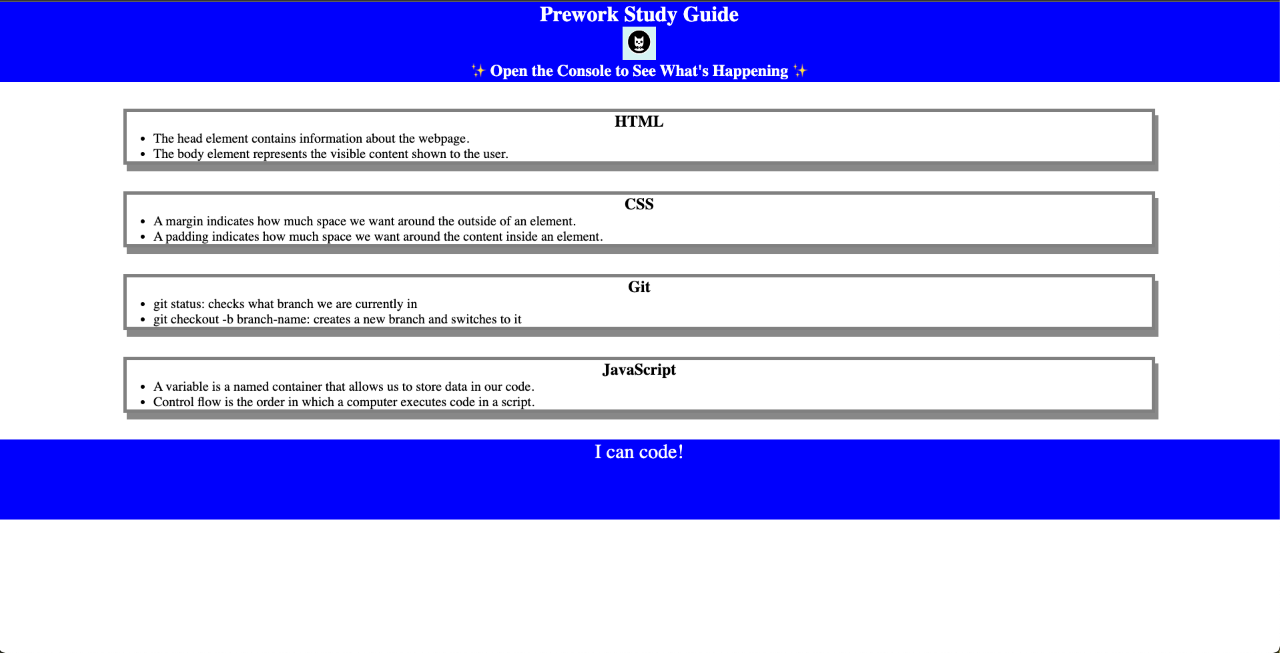 Prework Study Guide
✨ Open the Console to See What's Happening ✨
HTML
• The head element contains information about the webpage.
• The body element represents the visible content shown to the user.
CSS
• A margin indicates how much space we want around the outside of an element.
• A padding indicates how much space we want around the content inside an element.
Git
• git status: checks what branch we are currently in
• git checkout -b branch-name: creates a new branch and switches to it
JavaScript
• A variable is a named container that allows us to store data in our code.
• Control flow is the order in which a computer executes code in a script.
I can code!